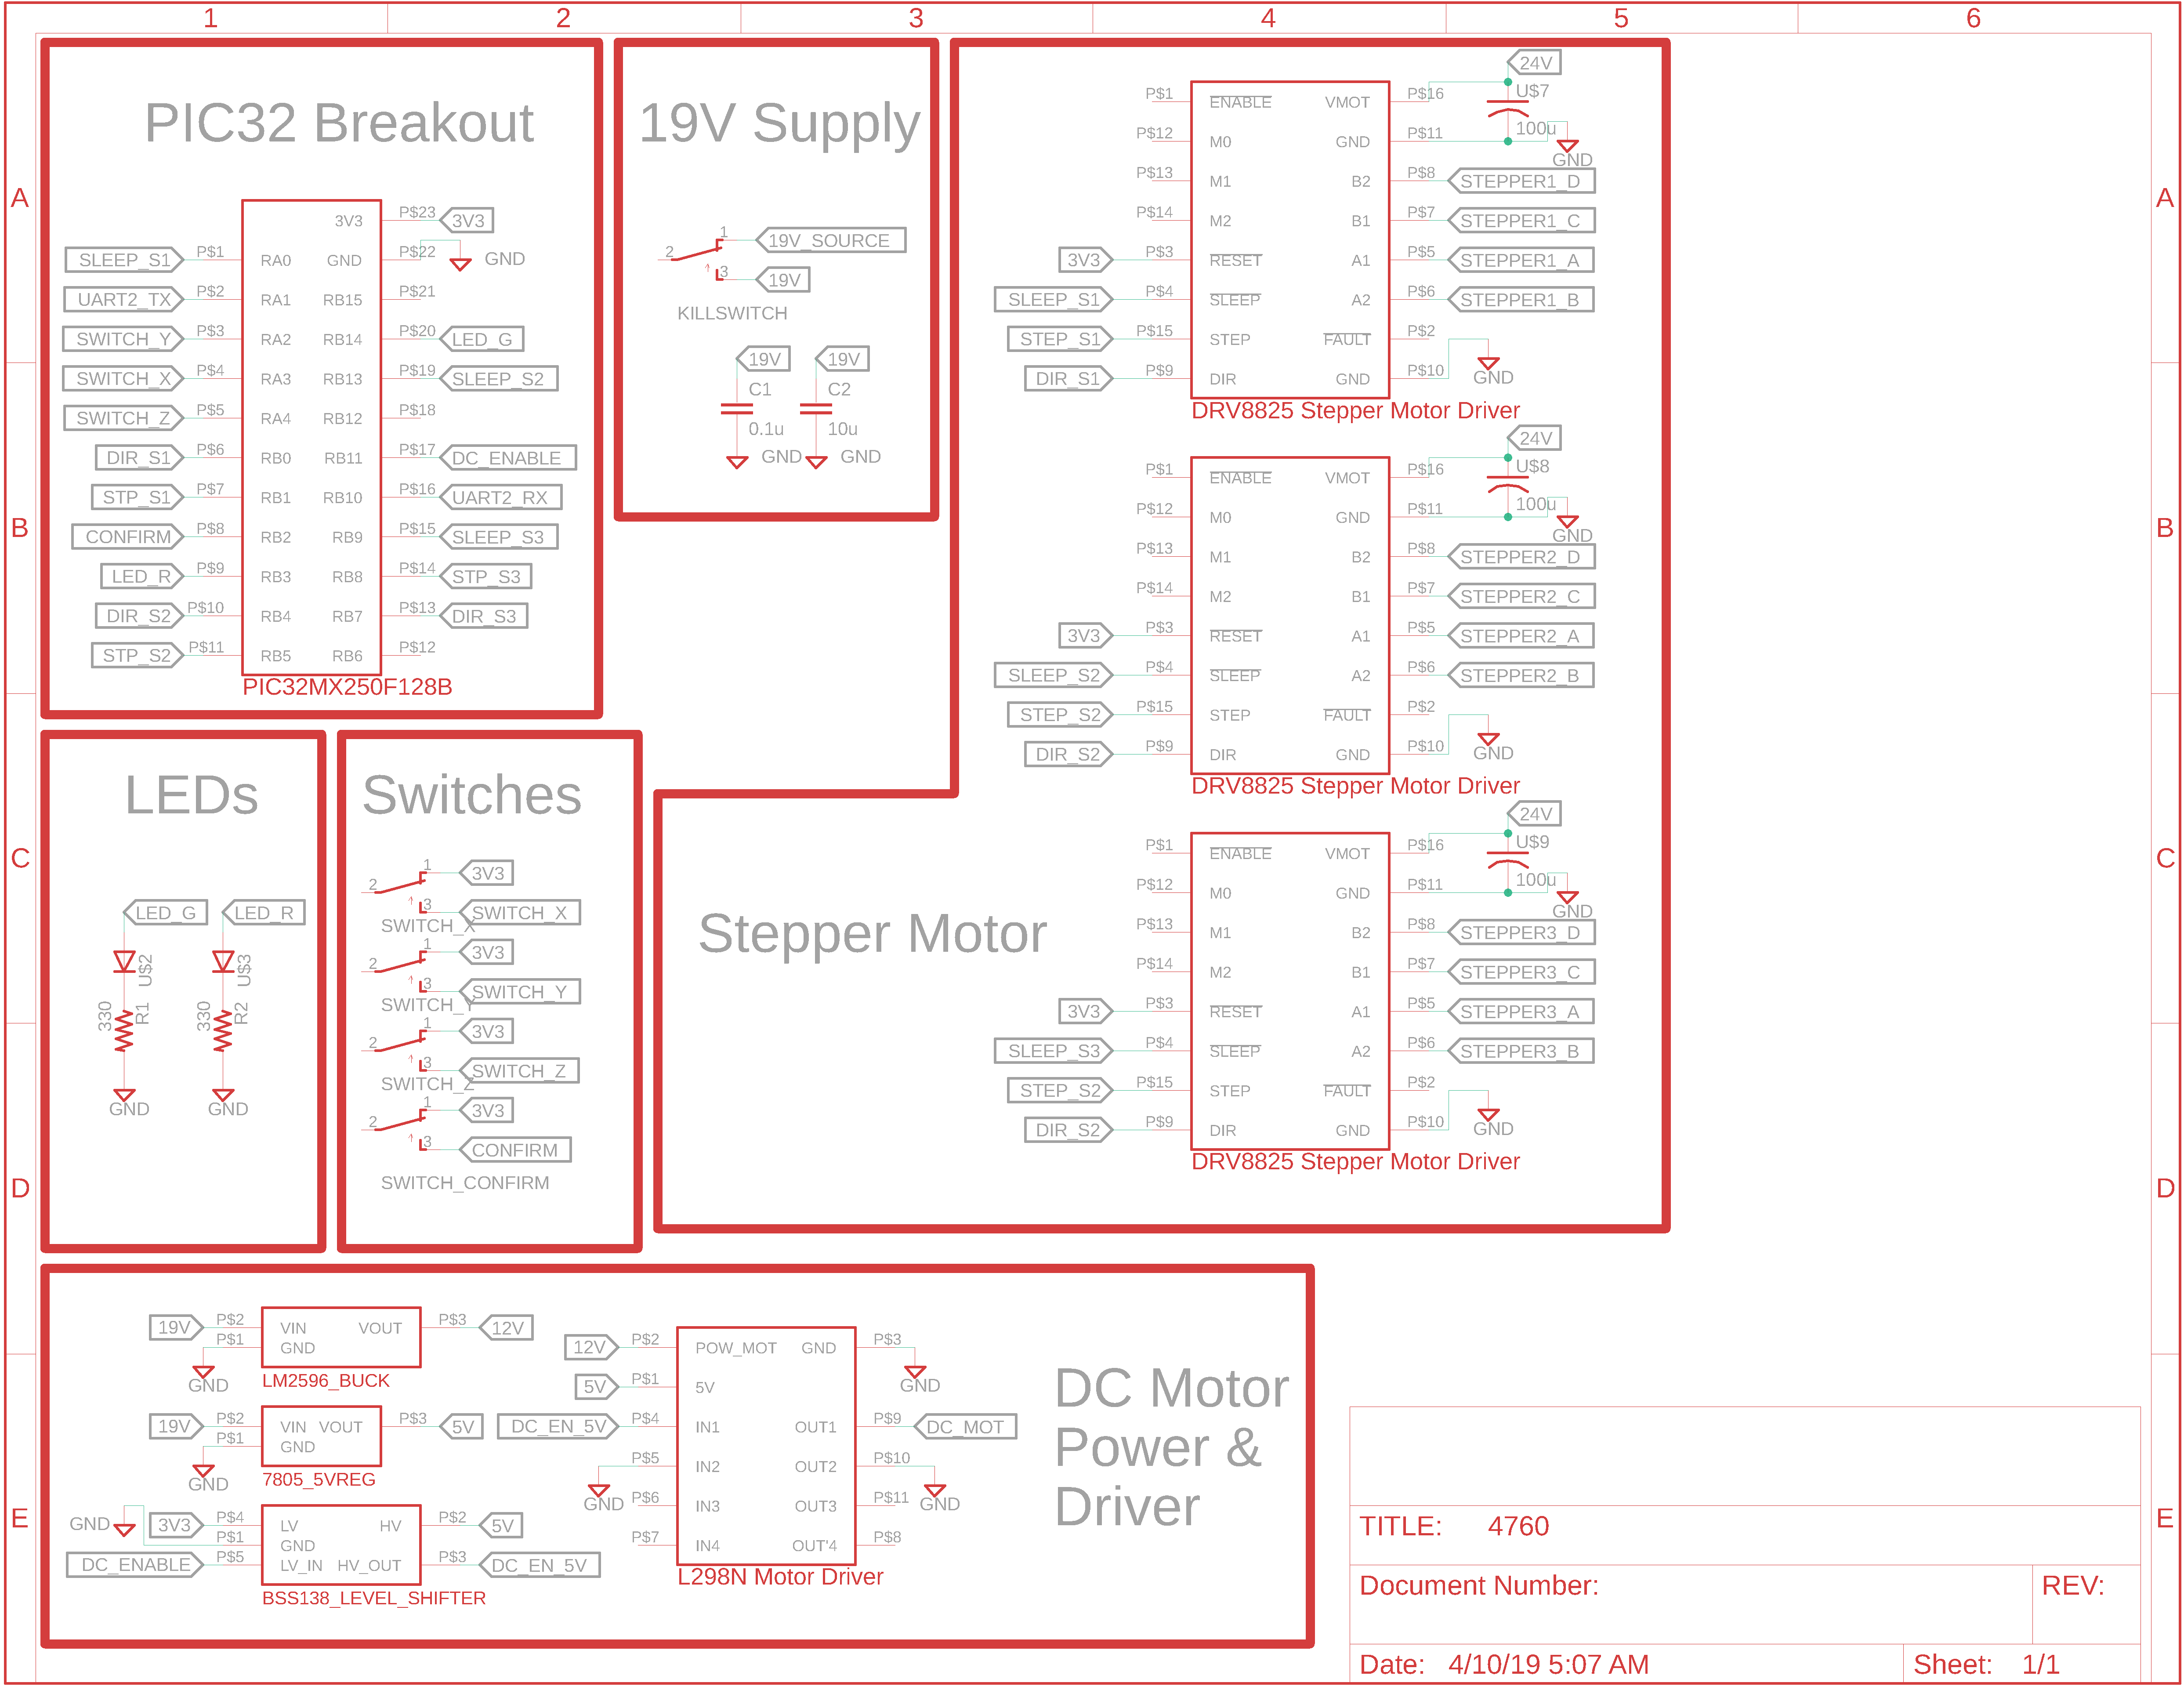 1 2 3 4 5 6
A A
B B
C C
D D
E E
PIC32 Breakout
3V3 P$23 3V3
SLEEP_S1 P$1 RA0 GND P$22 GND
UART2_TX P$2 RA1 RB15 P$21
SWITCH_Y P$3 RA2 RB14 P$20 LED_G
SWITCH_X P$4 RA3 RB13 P$19 SLEEP_S2
SWITCH_Z P$5 RA4 RB12 P$18
DIR_S1 P$6 RB0 RB11 P$17 DC_ENABLE
STP_S1 P$7 RB1 RB10 P$16 UART2_RX
CONFIRM P$8 RB2 RB9 P$15 SLEEP_S3
LED_R P$9 RB3 RB8 P$14 STP_S3
DIR_S2 P$10 RB4 RB7 P$13 DIR_S3
STP_S2 P$11 RB5 RB6 P$12
PIC32MX250F128B
19V Supply
1 19V_SOURCE
2
3 19V
KILLSWITCH
19V 19V
C1 C2
0.1u 10u
GND GND
Stepper Motor
24V
P$1 ENABLE VMOT P$16 U$7
P$12 M0 GND P$11 100u
GND
P$13 M1 B2 P$8 STEPPER1_D
P$14 M2 B1 P$7 STEPPER1_C
3V3 P$3 RESET A1 P$5 STEPPER1_A
SLEEP_S1 P$4 SLEEP A2 P$6 STEPPER1_B
STEP_S1 P$15 STEP FAULT P$2
DIR_S1 P$9 DIR GND P$10 GND
DRV8825 Stepper Motor Driver
24V
P$1 ENABLE VMOT P$16 U$8
P$12 M0 GND P$11 100u
GND
P$13 M1 B2 P$8 STEPPER2_D
P$14 M2 B1 P$7 STEPPER2_C
3V3 P$3 RESET A1 P$5 STEPPER2_A
SLEEP_S2 P$4 SLEEP A2 P$6 STEPPER2_B
STEP_S2 P$15 STEP FAULT P$2
DIR_S2 P$9 DIR GND P$10 GND
DRV8825 Stepper Motor Driver
24V
P$1 ENABLE VMOT P$16 U$9
P$12 M0 GND P$11 100u
GND
P$13 M1 B2 P$8 STEPPER3_D
P$14 M2 B1 P$7 STEPPER3_C
3V3 P$3 RESET A1 P$5 STEPPER3_A
SLEEP_S3 P$4 SLEEP A2 P$6 STEPPER3_B
STEP_S2 P$15 STEP FAULT P$2
DIR_S2 P$9 DIR GND P$10 GND
DRV8825 Stepper Motor Driver
LEDs
LED_G LED_R
U$2 U$3
330 R1 330 R2
GND GND
Switches
1 3V3
2
3 SWITCH_X
SWITCH_X
1 3V3
2
3 SWITCH_Y
SWITCH_Y
1 3V3
2
3 SWITCH_Z
SWITCH_Z
1 3V3
2
3 CONFIRM
SWITCH_CONFIRM
19V P$2 VIN VOUT P$3 12V
P$1 GND
GND
LM2596_BUCK
19V P$2 VIN VOUT P$3 5V
P$1 GND
GND
7805_5VREG
GND 3V3 P$4 LV HV P$2 5V
P$1 GND
DC_ENABLE P$5 LV_IN HV_OUT P$3 DC_EN_5V
BSS138_LEVEL_SHIFTER
12V P$2 POW_MOT GND P$3 GND
5V P$1 5V
DC_EN_5V P$4 IN1 OUT1 P$9 DC_MOT
P$5 IN2 OUT2 P$10
GND P$6 IN3 OUT3 P$11 GND
P$7 IN4 OUT'4 P$8
L298N Motor Driver
DC Motor
Power &
Driver
TITLE: 4760
Document Number: REV:
Date: 4/10/19 5:07 AM Sheet: 1/1